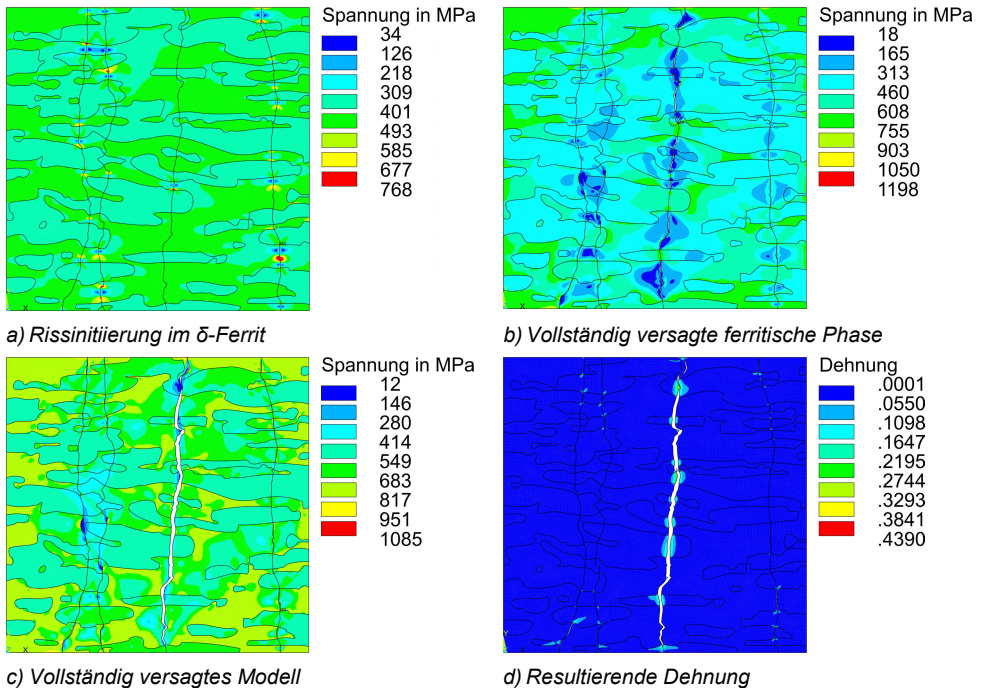 Spannung in MPa
34
126
218
309
401
493
585
677
768
a) Rissinitiierung im δ-Ferrit
Spannung in MPa
18
165
313
460
608
755
903
1050
1198
b) Vollständig versagte ferritische Phase
Spannung in MPa
12
146
280
414
549
683
817
951
1085
c) Vollständig versagtes Modell
Dehnung
.0001
.0550
.1098
.1647
.2195
.2744
.3293
.3841
.4390
d) Resultierende Dehnung
X
X
X
Y
X